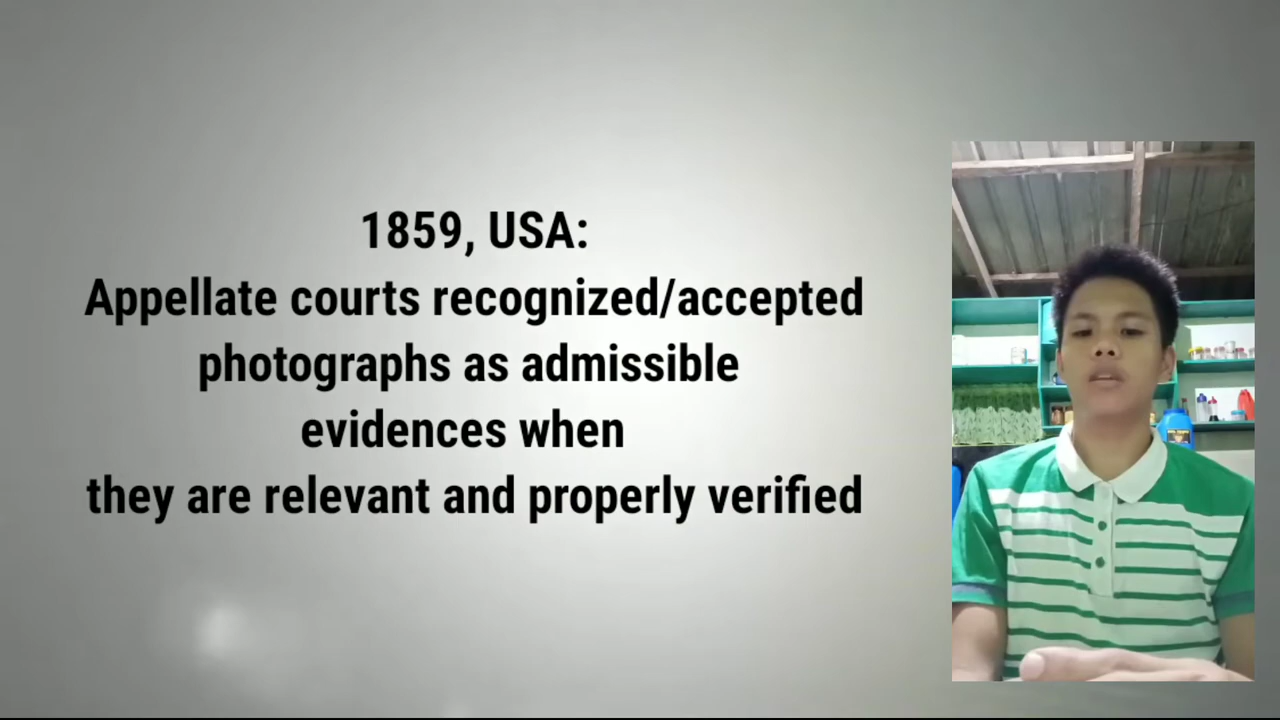 1859, USA:
Appellate courts recognized/accepted
photographs as admissible
evidences when
they are relevant and properly verified